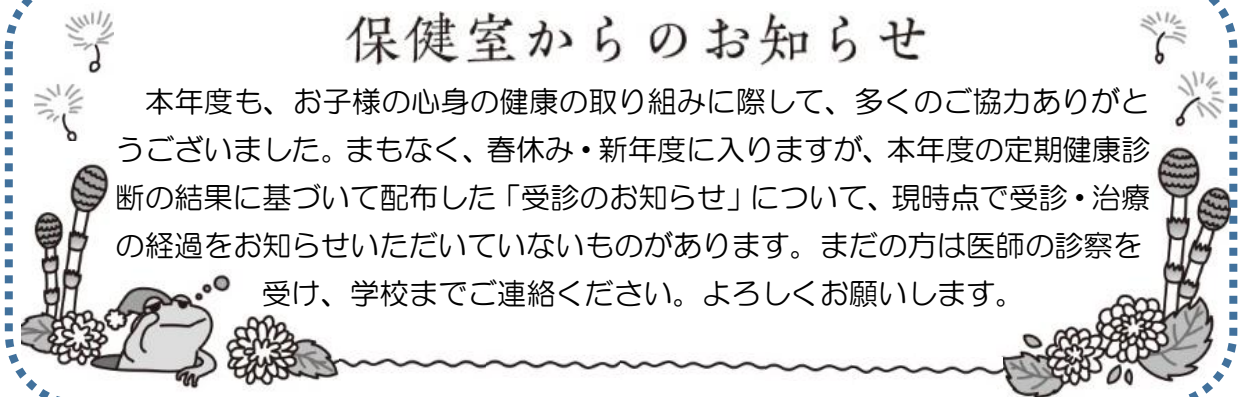 保健室からのお知らせ
本年度も、お子様の心身の健康の取り組みに際して、多くのご協力ありがと
うございました。まもなく、春休み・新年度に入りますが、本年度の定期健康診
断の結果に基づいて配布した「受診のお知らせ」について、現時点で受診・治療
の経過をお知らせいただいていないものがあります。まだの方は医師の診察を
受け、学校までご連絡ください。よろしくお願いします。